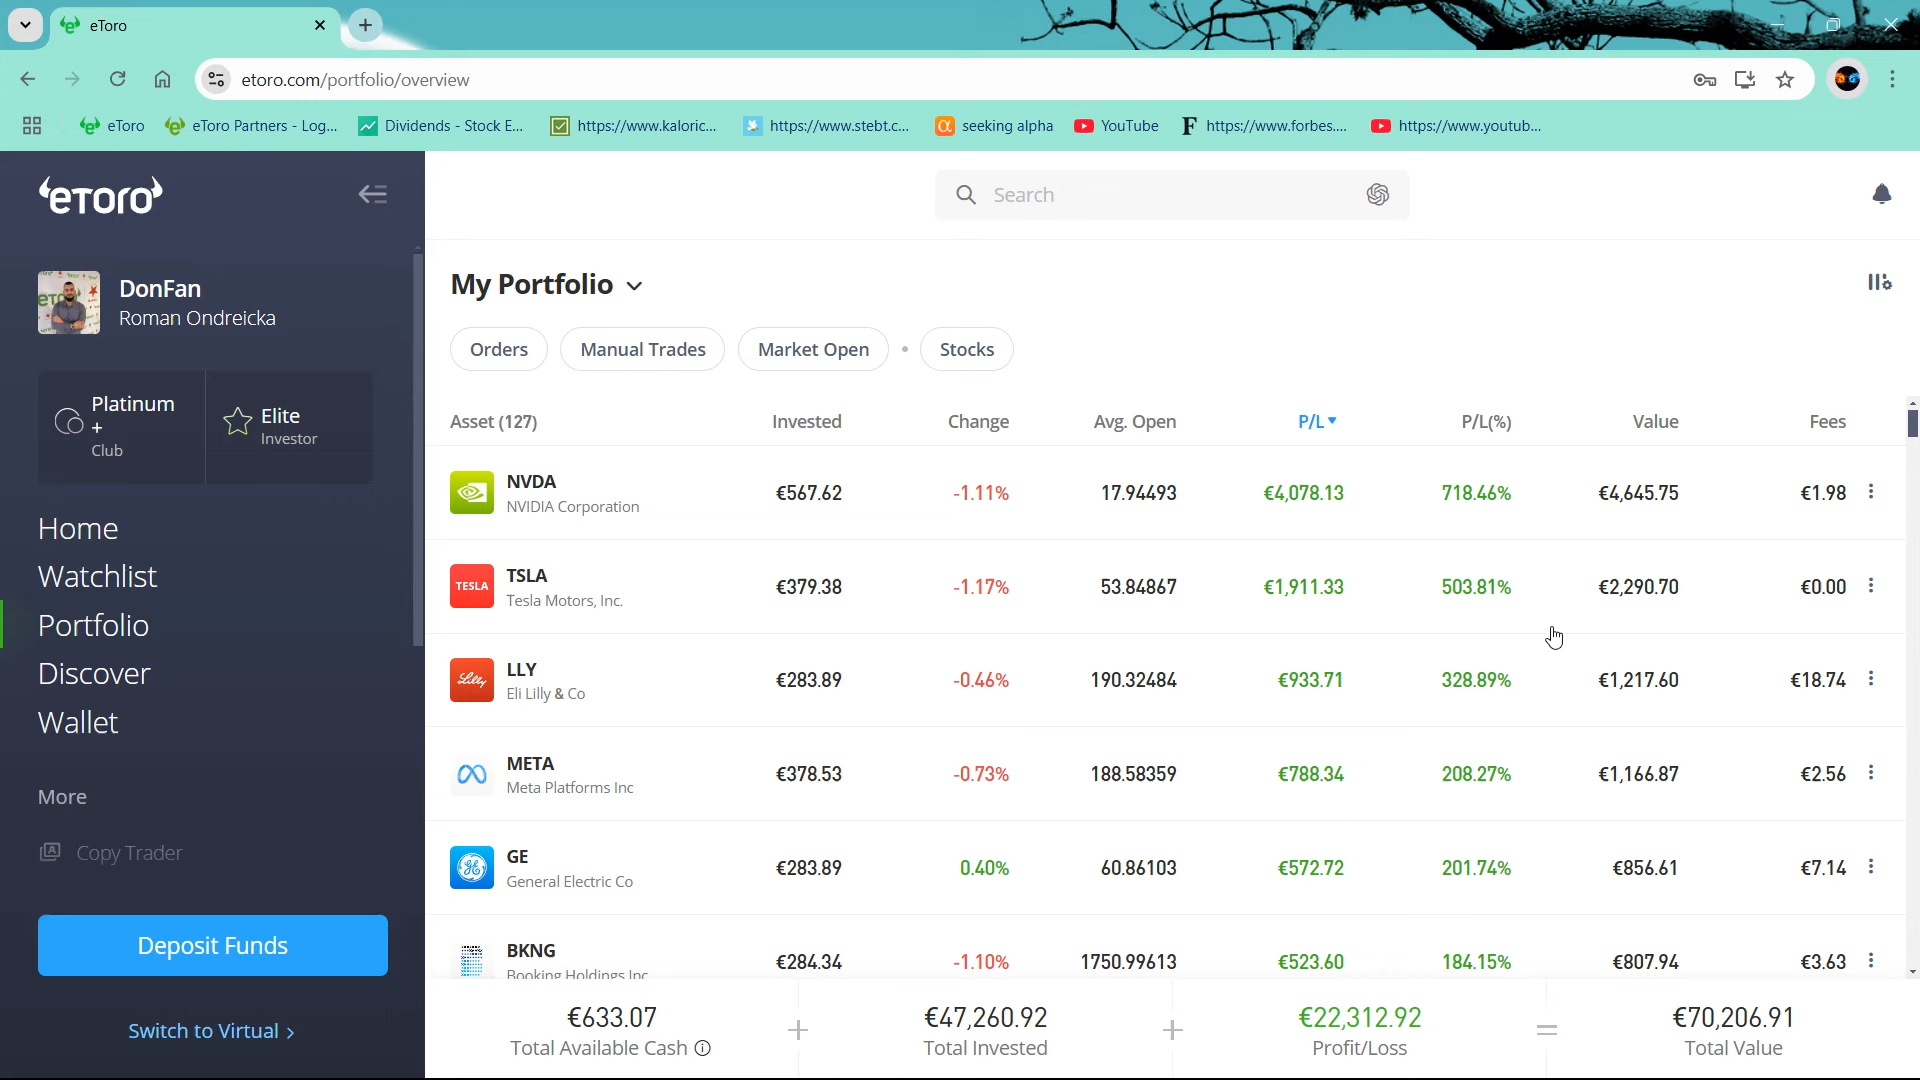 eToro
etoro.com/portfolio/overview
eToro
eToro Partners - Log...
Dividends - Stock E...
https://www.kaloric...
https://www.stebt.c...
seeking alpha
YouTube
https://www.forbes....
https://www.youtub...
eToro
Search
DonFan
Roman Ondreicka
Platinum
+
Club
Elite
Investor
Home
Watchlist
Portfolio
Discover
Wallet
More
Copy Trader
Deposit Funds
Switch to Virtual >
My Portfolio
Orders Manual Trades Market Open • Stocks
Asset (127) Invested Change Avg. Open P/L▼ P/L(%) Value Fees
NVDA
NVIDIA Corporation
€567.62 -1.11% 17.94493 €4,078.13 718.46% €4,645.75 €1.98
TESLA
TSLA
Tesla Motors, Inc.
€379.38 -1.17% 53.84867 €1,911.33 503.81% €2,290.70 €0.00
Lilly
LLY
Eli Lilly & Co
€283.89 -0.46% 190.32484 €933.71 328.89% €1,217.60 €18.74
META
Meta Platforms Inc
€378.53 -0.73% 188.58359 €788.34 208.27% €1,166.87 €2.56
GE
General Electric Co
€283.89 0.40% 60.86103 €572.72 201.74% €856.61 €7.14
BKNG
Booking Holdings Inc
€284.34 -1.10% 1750.99613 €523.60 184.15% €807.94 €3.63
€633.07 + €47,260.92 + €22,312.92 = €70,206.91
Total Available Cash Total Invested Profit/Loss Total Value